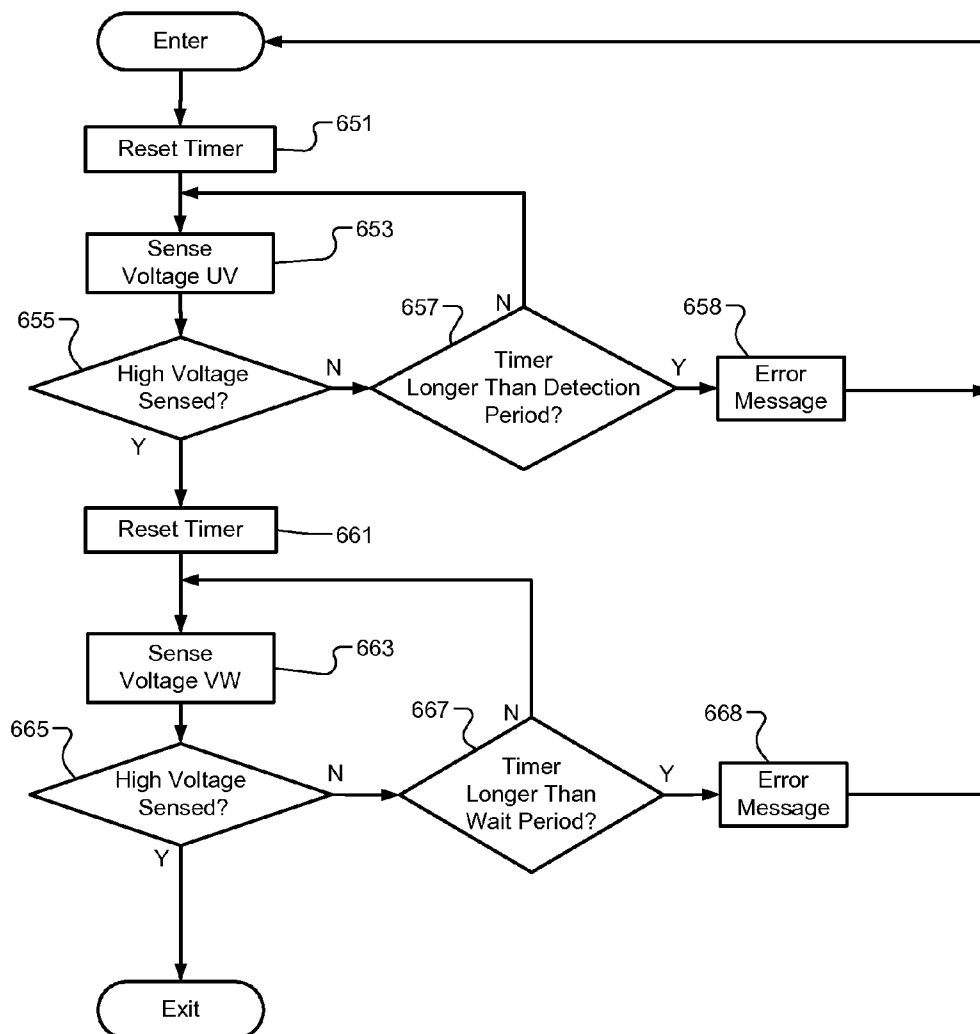 Enter
Reset Timer
651
Sense
Voltage UV
653
655
High Voltage
Sensed?
N
Y
657
N
Timer
Longer Than Detection
Period?
Y
658
Error
Message
Reset Timer
661
Sense
Voltage VW
663
665
High Voltage
Sensed?
N
Y
667
N
Timer
Longer Than
Wait Period?
Y
668
Error
Message
Exit